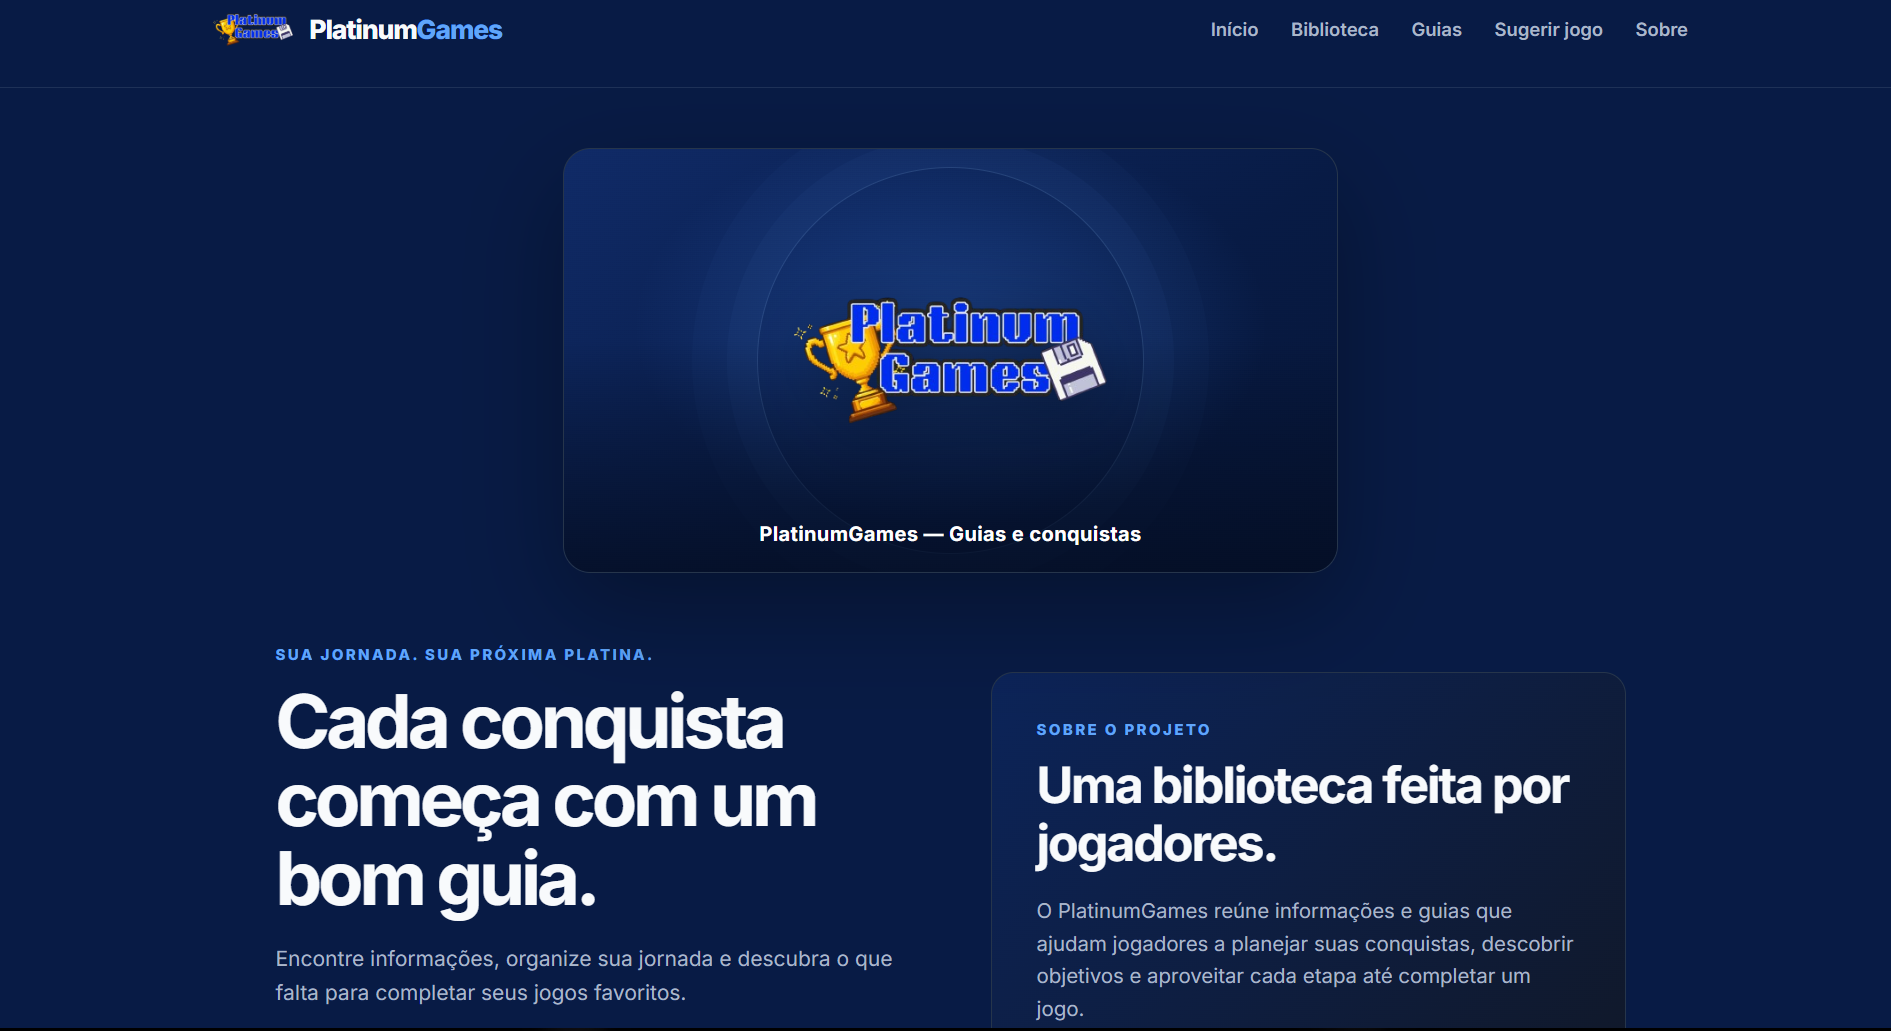 Platinum
Games
PlatinumGames
Início Biblioteca Guias Sugerir jogo Sobre
Platinum
Games
PlatinumGames — Guias e conquistas
SUA JORNADA. SUA PRÓXIMA PLATINA.
Cada conquista
começa com um
bom guia.
Encontre informações, organize sua jornada e descubra o que
falta para completar seus jogos favoritos.
SOBRE O PROJETO
Uma biblioteca feita por
jogadores.
O PlatinumGames reúne informações e guias que
ajudam jogadores a planejar suas conquistas, descobrir
objetivos e aproveitar cada etapa até completar um
jogo.